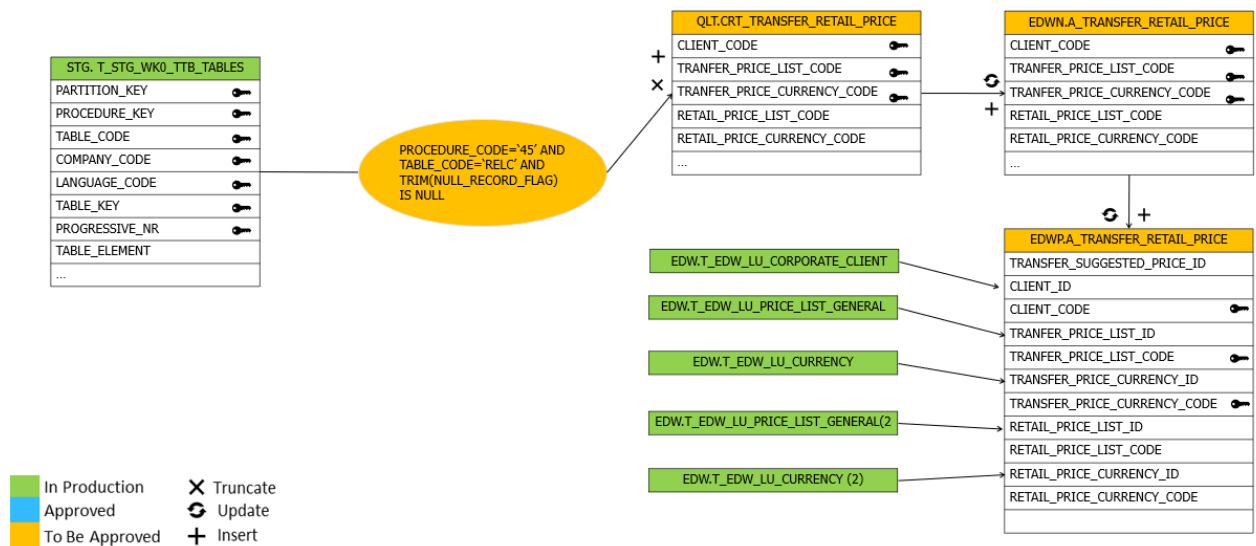 STG. T_STG_WK0_TTB_TABLES
PARTITION_KEY
PROCEDURE_KEY
TABLE_CODE
COMPANY_CODE
LANGUAGE_CODE
TABLE_KEY
PROGRESSIVE_NR
TABLE_ELEMENT
...
PROCEDURE_CODE=‘45’ AND
TABLE_CODE=‘RELC’ AND
TRIM(NULL_RECORD_FLAG)
IS NULL
QLT.CRT_TRANSFER_RETAIL_PRICE
CLIENT_CODE
TRANFER_PRICE_LIST_CODE
TRANFER_PRICE_CURRENCY_CODE
RETAIL_PRICE_LIST_CODE
RETAIL_PRICE_CURRENCY_CODE
...
EDWN.A_TRANSFER_RETAIL_PRICE
CLIENT_CODE
TRANFER_PRICE_LIST_CODE
TRANFER_PRICE_CURRENCY_CODE
RETAIL_PRICE_LIST_CODE
RETAIL_PRICE_CURRENCY_CODE
...
EDW.T_EDW_LU_CORPORATE_CLIENT
EDW.T_EDW_LU_PRICE_LIST_GENERAL
EDW.T_EDW_LU_CURRENCY
EDW.T_EDW_LU_PRICE_LIST_GENERAL(2
EDW.T_EDW_LU_CURRENCY (2)
EDWP.A_TRANSFER_RETAIL_PRICE
TRANSFER_SUGGESTED_PRICE_ID
CLIENT_ID
CLIENT_CODE
TRANFER_PRICE_LIST_ID
TRANFER_PRICE_LIST_CODE
TRANSFER_PRICE_CURRENCY_ID
TRANSFER_PRICE_CURRENCY_CODE
RETAIL_PRICE_LIST_ID
RETAIL_PRICE_LIST_CODE
RETAIL_PRICE_CURRENCY_ID
RETAIL_PRICE_CURRENCY_CODE
In Production
Approved
To Be Approved
Truncate
Update
Insert